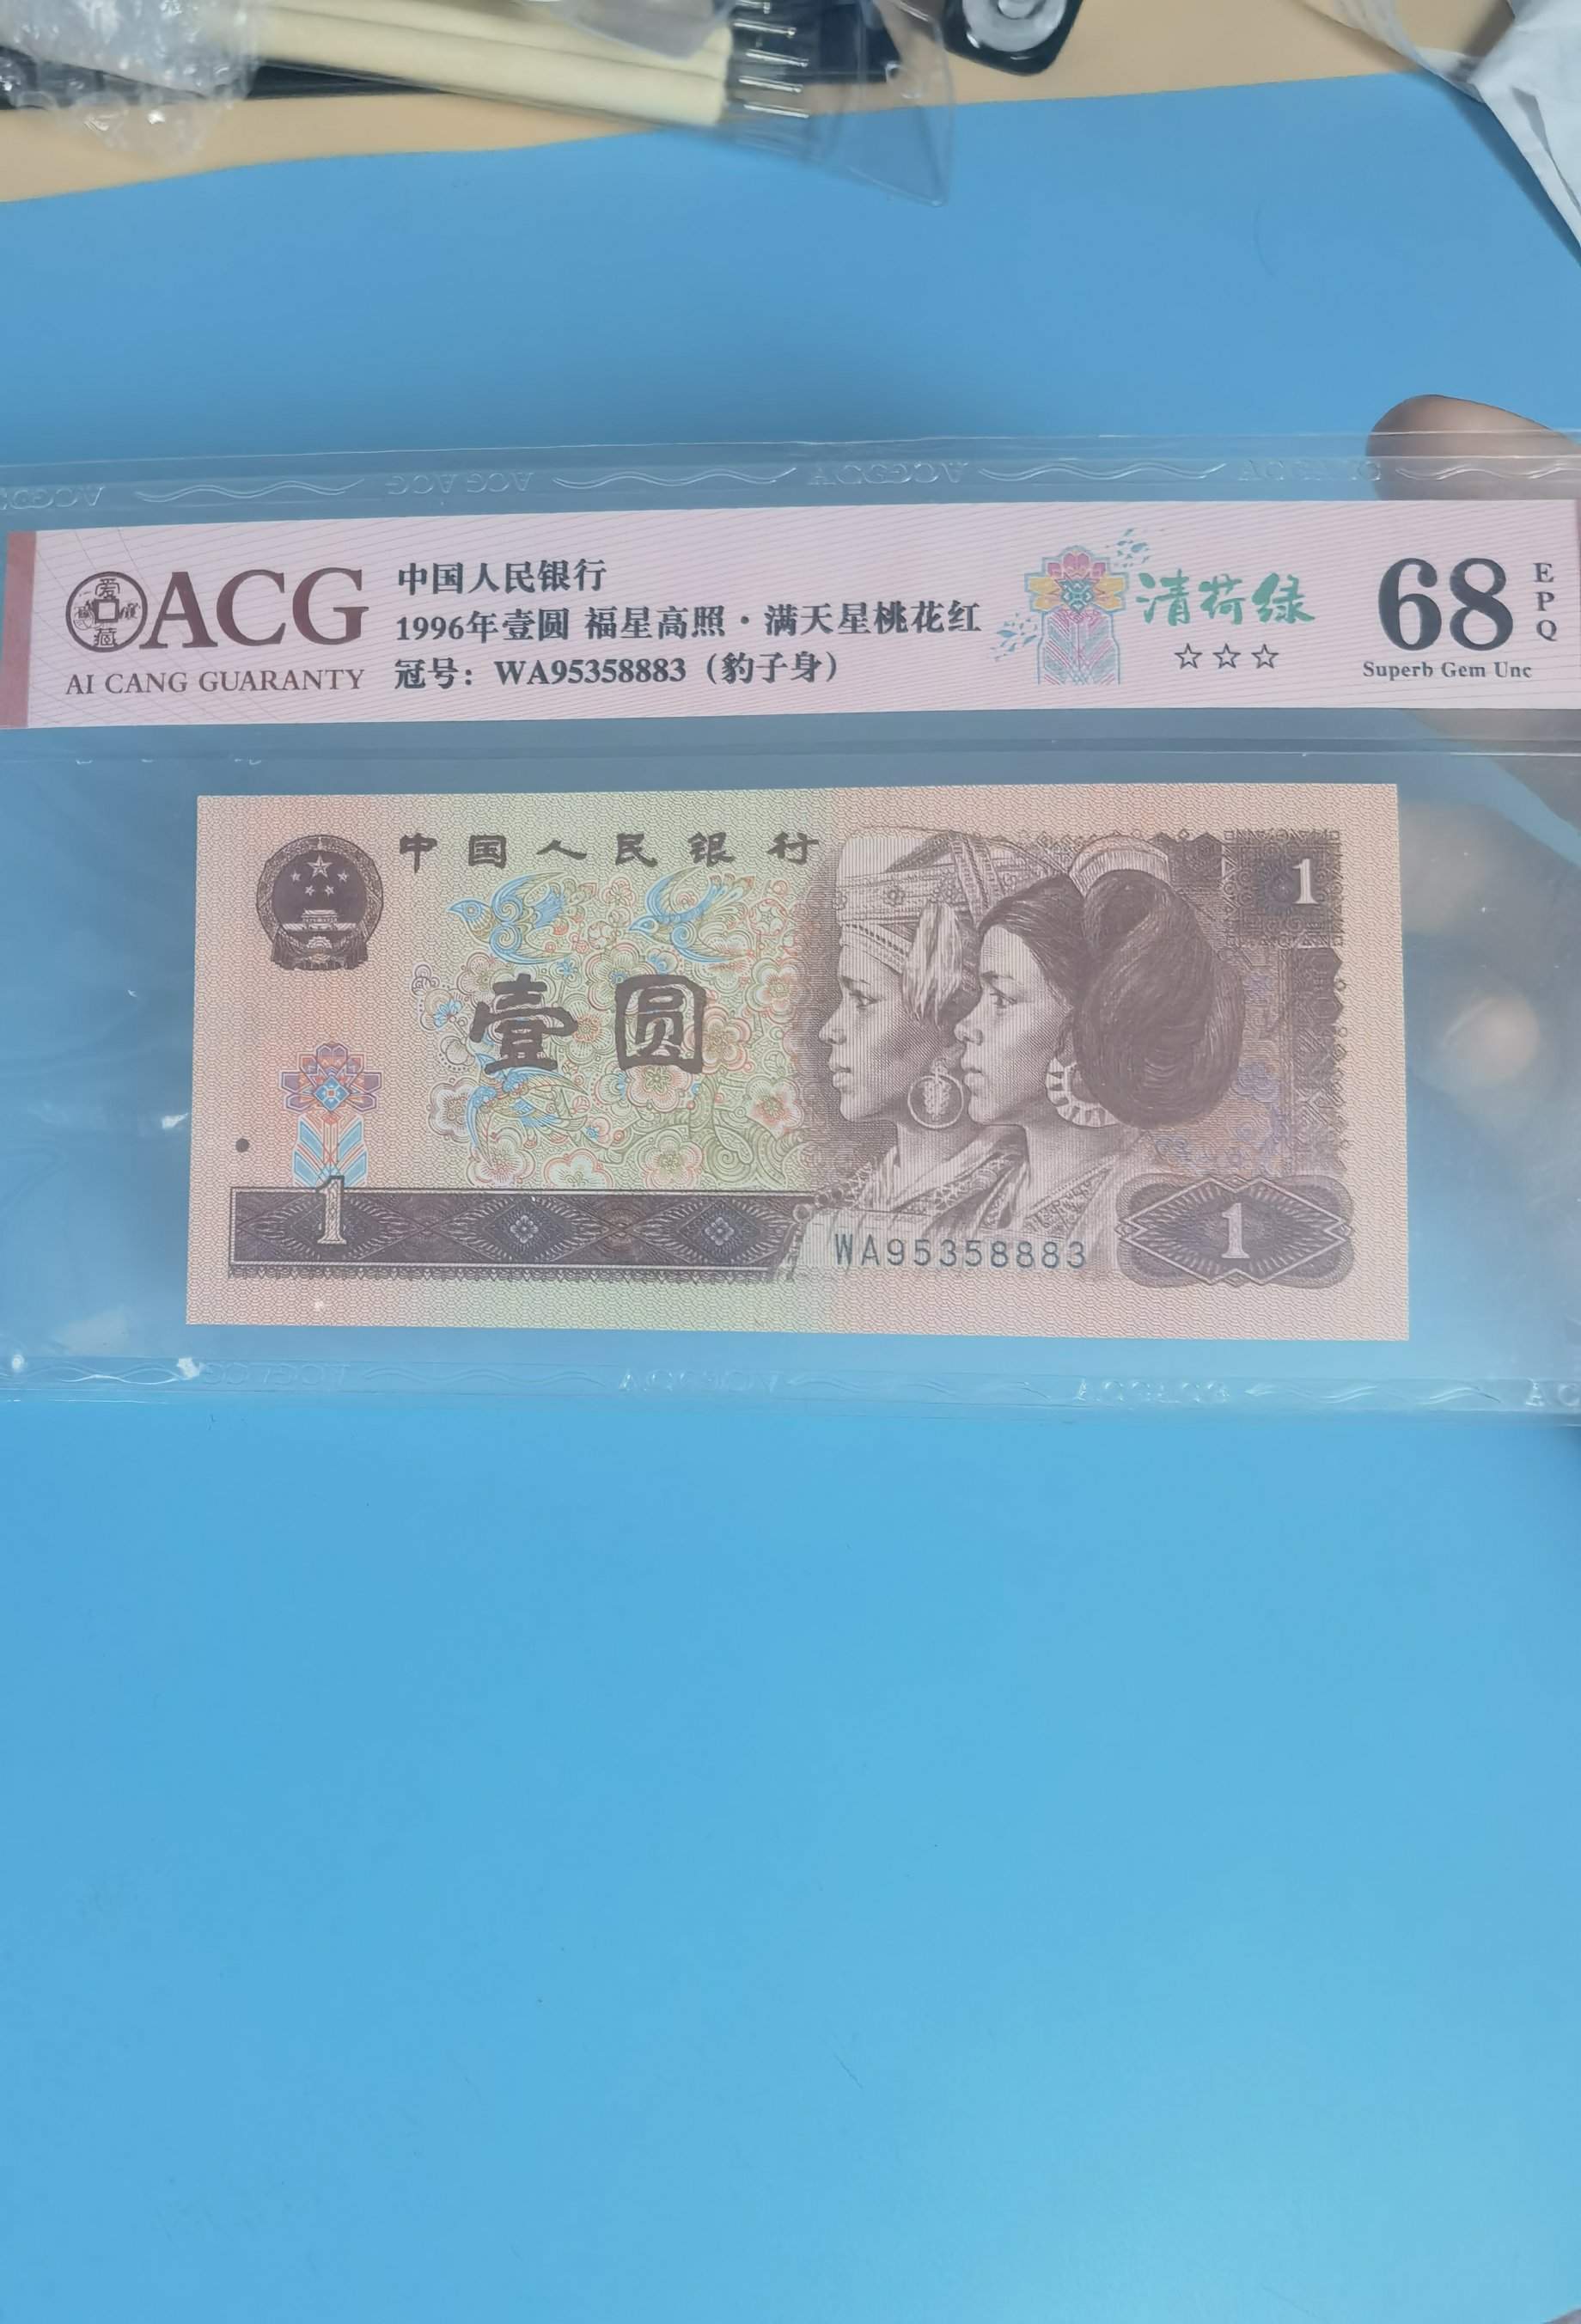 ACG
AI CANG GUARANTY
中国人民银行
1996年壹圆 福星高照·满天星桃花红
冠号：WA95358883（豹子身）
清荷绿
☆☆☆
68
EPQ
Superb Gem Unc
中国人民银行
1
壹圆
1
WA95358883
1